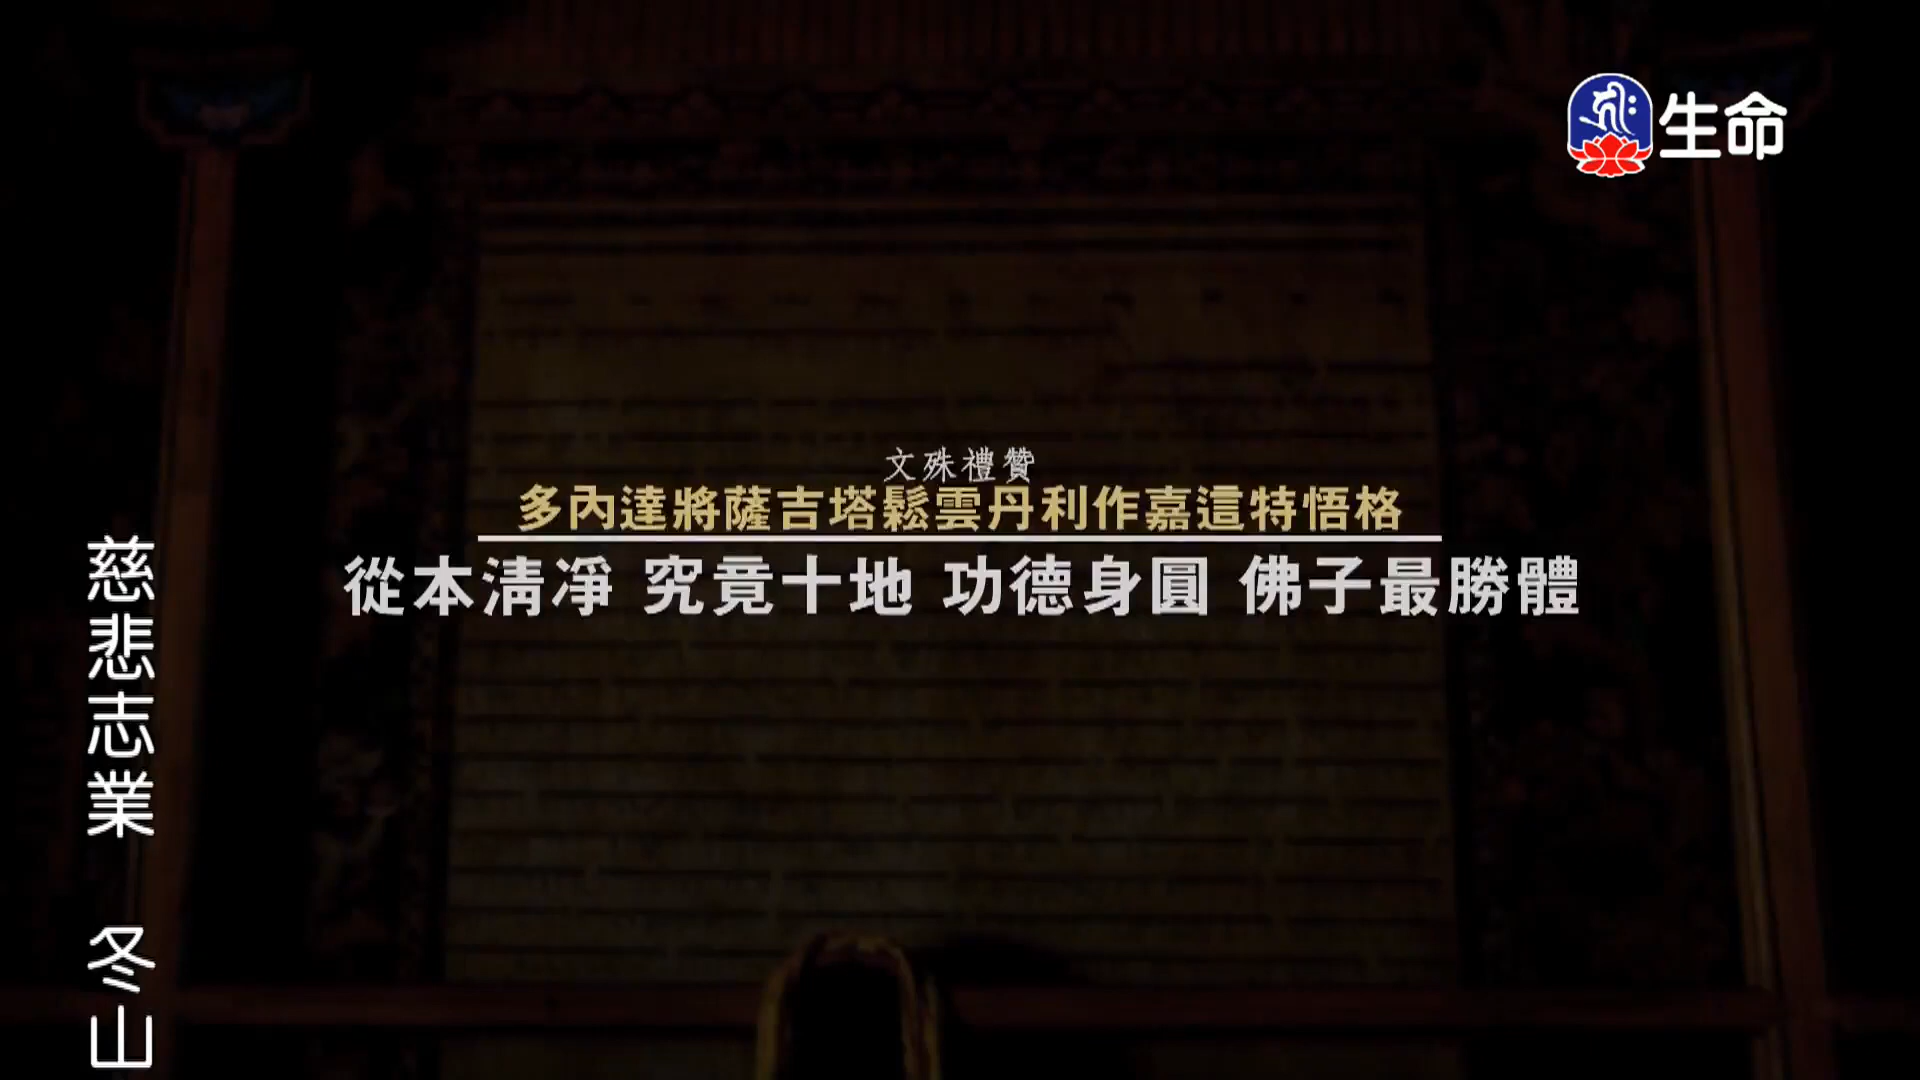 生命
文殊禮贊
多內達將薩吉塔鬆雲丹利作嘉這特悟格
從本清凈 究竟十地 功德身圓 佛子最勝體
慈悲志業 冬山